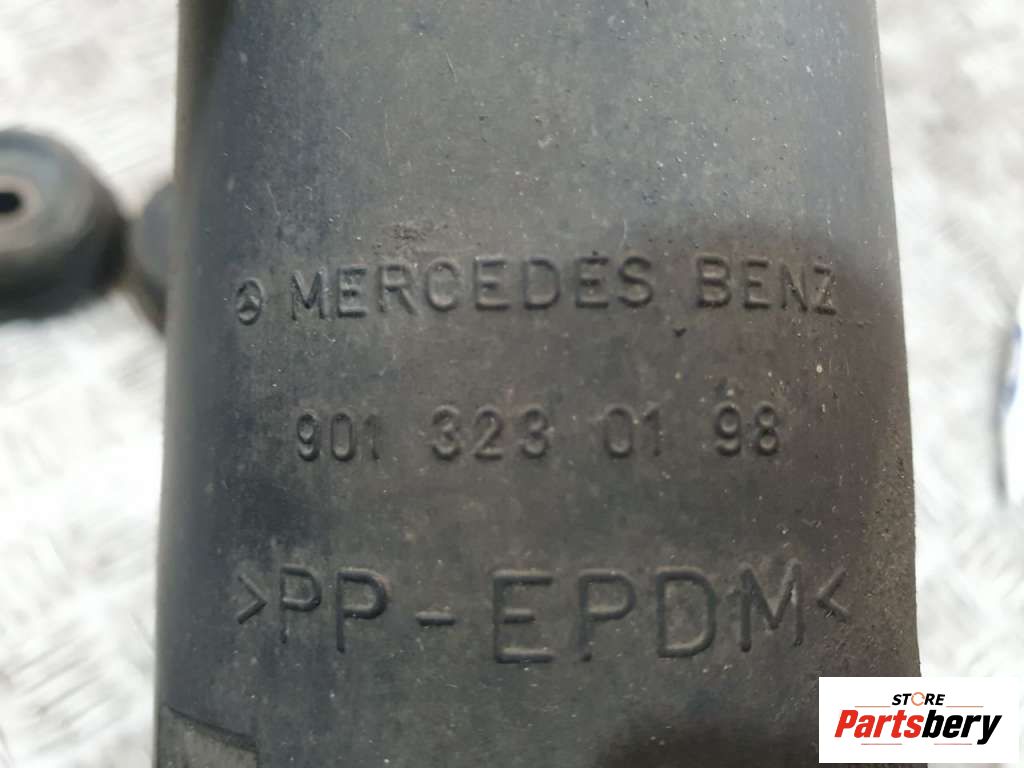 MERCEDES BENZ
901 323 01 98
>PP-EPDM<
STORE
Partsbery